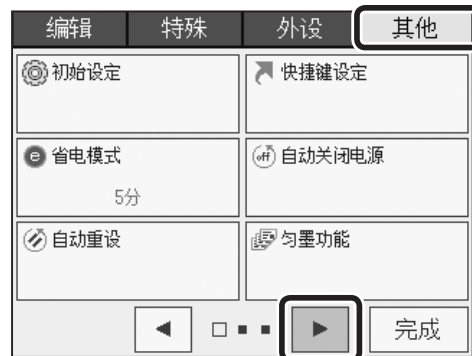 编辑 特殊 外设 其他
初始设定 快捷键设定
e 省电模式 off 自动关闭电源
5分
自动重设 匀墨功能
完成